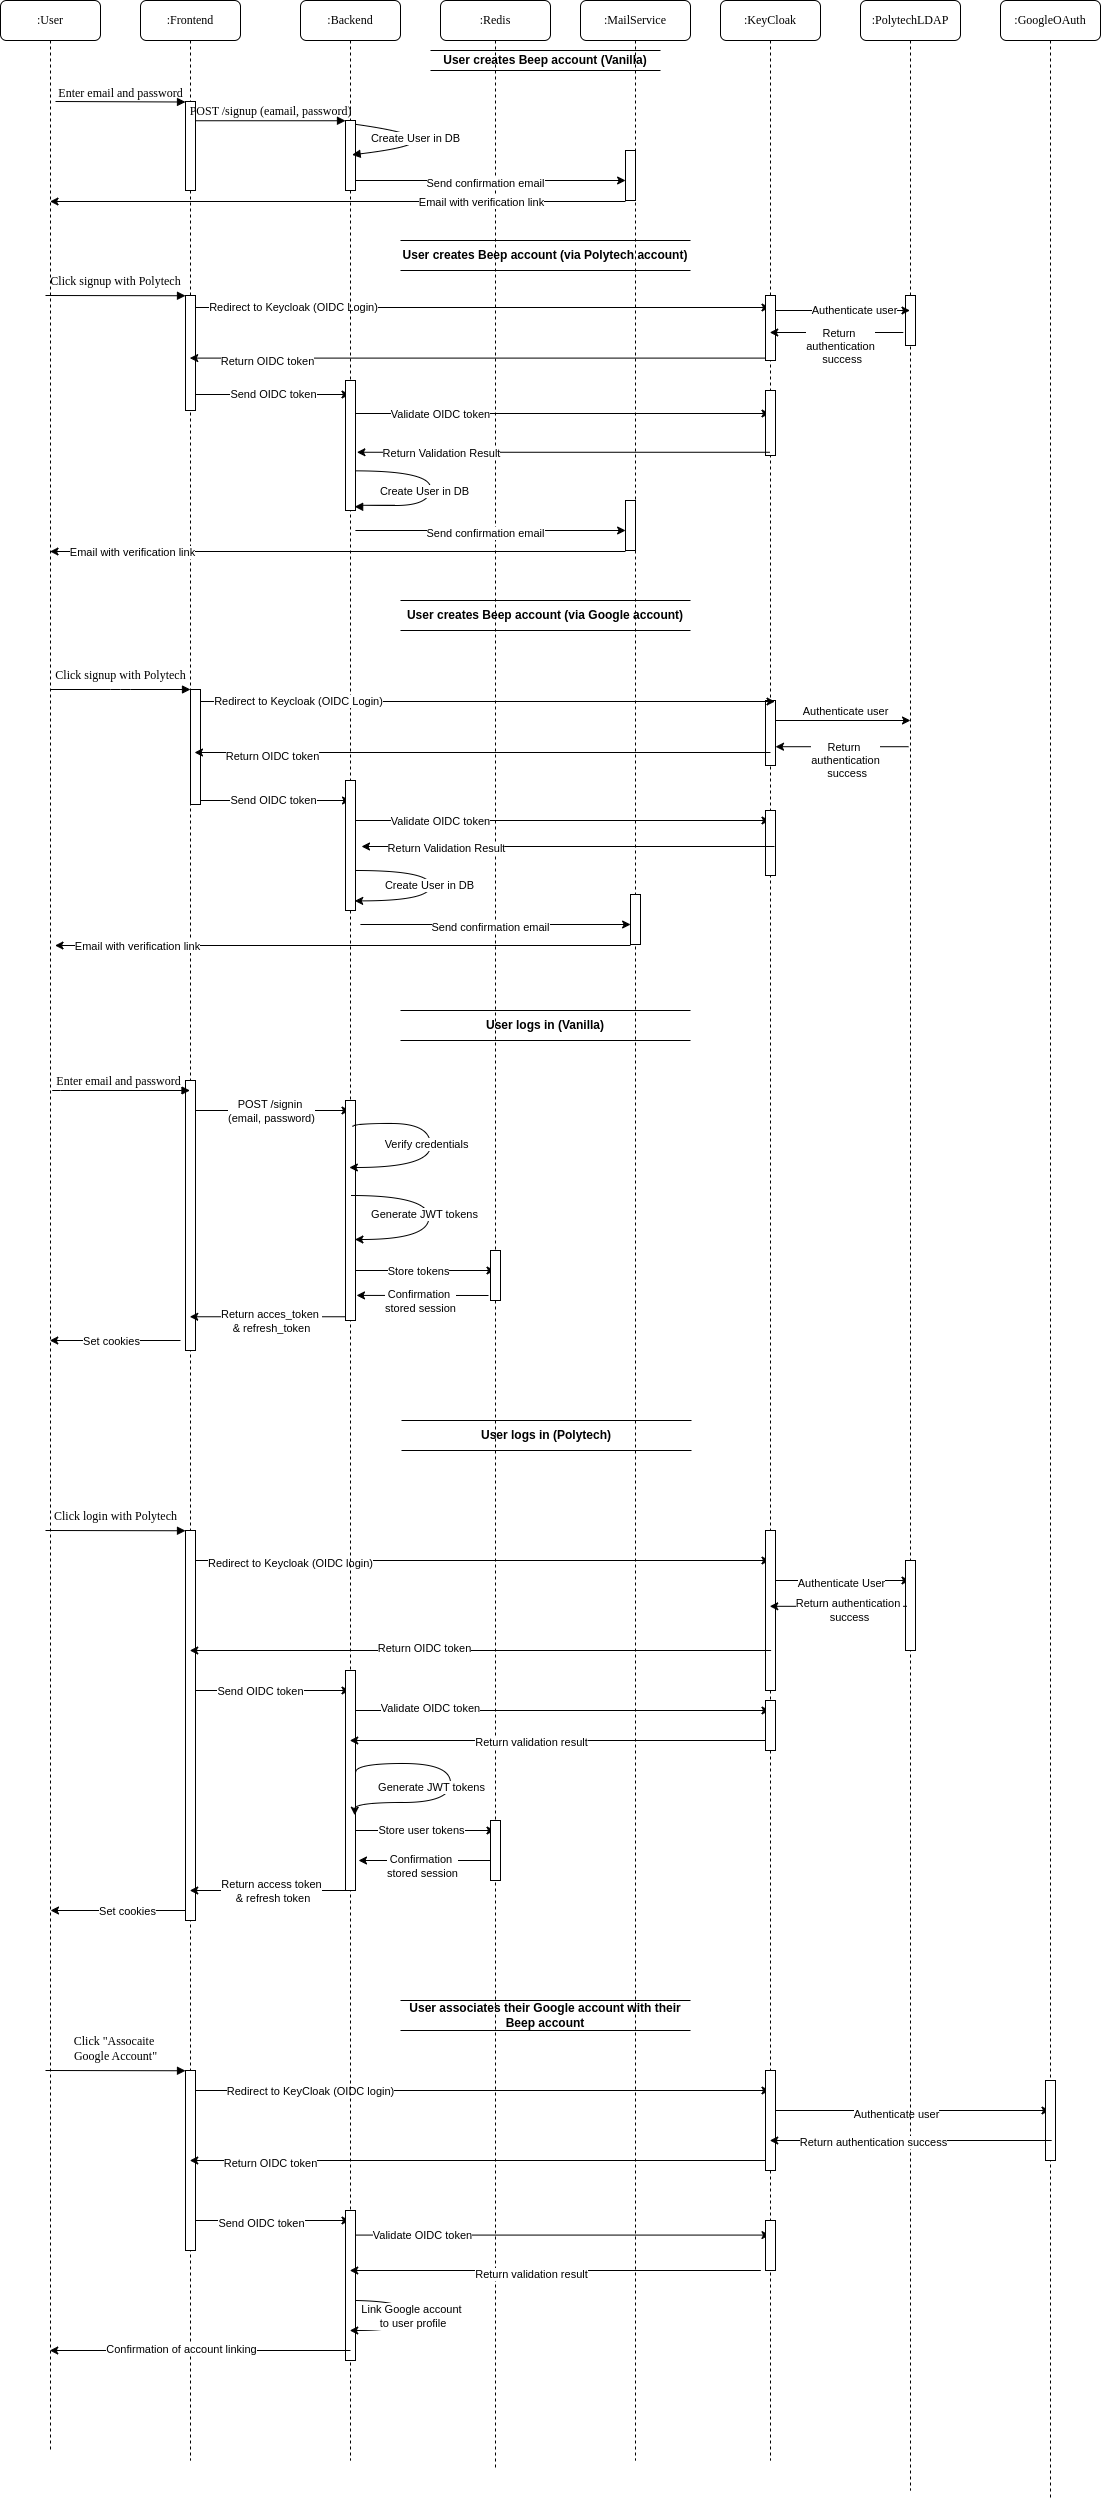 :User
:Frontend
:Backend
:Redis
:MailService
:KeyCloak
:PolytechLDAP
:GoogleOAuth
User creates Beep account (Vanilla)
Enter email and password
POST /signup (eamail, password)
Create User in DB
Send confirmation email
Email with verification link
User creates Beep account (via Polytech account)
Click signup with Polytech
Redirect to Keycloak (OIDC Login)
Authenticate user
Return
authentication
success
Return OIDC token
Send OIDC token
Validate OIDC token
Return Validation Result
Create User in DB
Send confirmation email
Email with verification link
User creates Beep account (via Google account)
Click signup with Polytech
Redirect to Keycloak (OIDC Login)
Authenticate user
Return
authentication
success
Return OIDC token
Send OIDC token
Validate OIDC token
Return Validation Result
Create User in DB
Send confirmation email
Email with verification link
User logs in (Vanilla)
Enter email and password
POST /signin
(email, password)
Verify credentials
Generate JWT tokens
Store tokens
Confirmation
stored session
Return acces_token
& refresh_token
Set cookies
User logs in (Polytech)
Click login with Polytech
Redirect to Keycloak (OIDC login)
Authenticate User
Return authentication
success
Return OIDC token
Send OIDC token
Validate OIDC token
Return validation result
Generate JWT tokens
Store user tokens
Confirmation
stored session
Return access token
& refresh token
Set cookies
User associates their Google account with their
Beep account
Click "Assocaite
Google Account"
Redirect to KeyCloak (OIDC login)
Authenticate user
Return authentication success
Return OIDC token
Send OIDC token
Validate OIDC token
Return validation result
Link Google account
to user profile
Confirmation of account linking